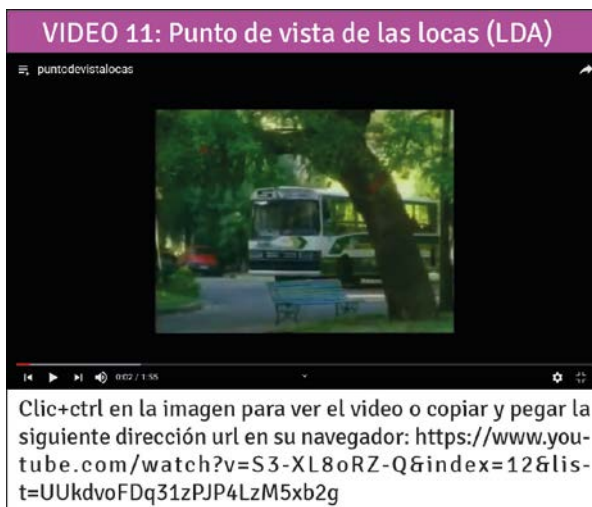 VIDEO 11: Punto de vista de las locas (LDA)
puntodevistalocas
0:02 / 1:55
Clic+ctrl en la imagen para ver el video o copiar y pegar la
siguiente dirección url en su navegador: https://www.you-
tube.com/watch?v=S3-XL8oRZ-Q&index=12&lis-
t=UUkdvoFDq31zPJP4LzM5xb2g